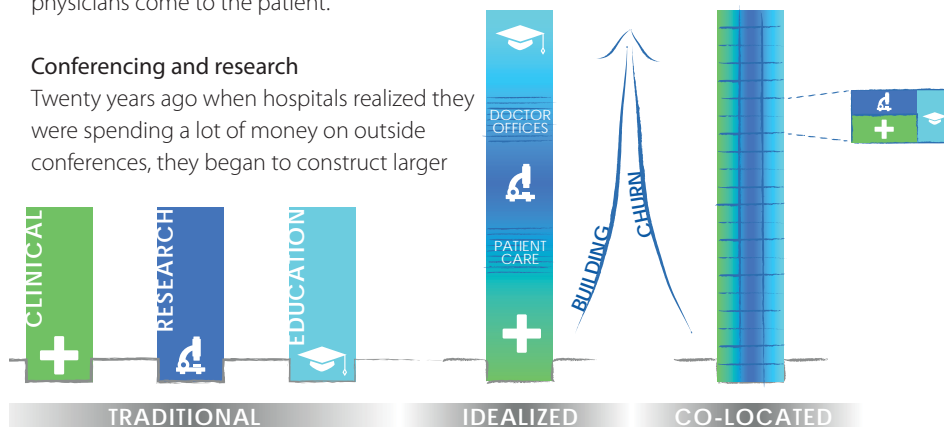 physicians come to the patient.
Conferencing and research
Twenty years ago when hospitals realized they
were spending a lot of money on outside
conferences, they began to construct larger
CLINICAL
RESEARCH
EDUCATION
DOCTOR
OFFICES
PATIENT
CARE
BUILDING
CHURN
TRADITIONAL
IDEALIZED
CO-LOCATED